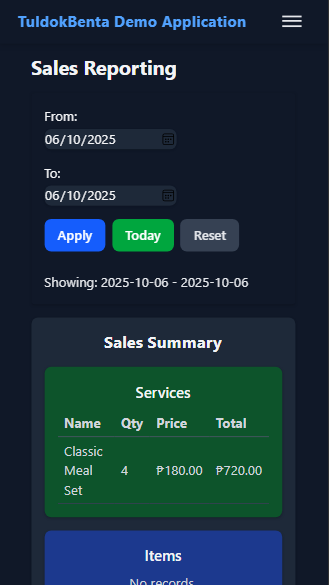 TuldokBenta Demo Application
Sales Reporting
From:
06/10/2025
To:
06/10/2025
Apply Today Reset
Showing: 2025-10-06 - 2025-10-06
Sales Summary
Services
Name Qty Price Total
Classic
Meal 4 ₱180.00 ₱720.00
Set
Items
No records